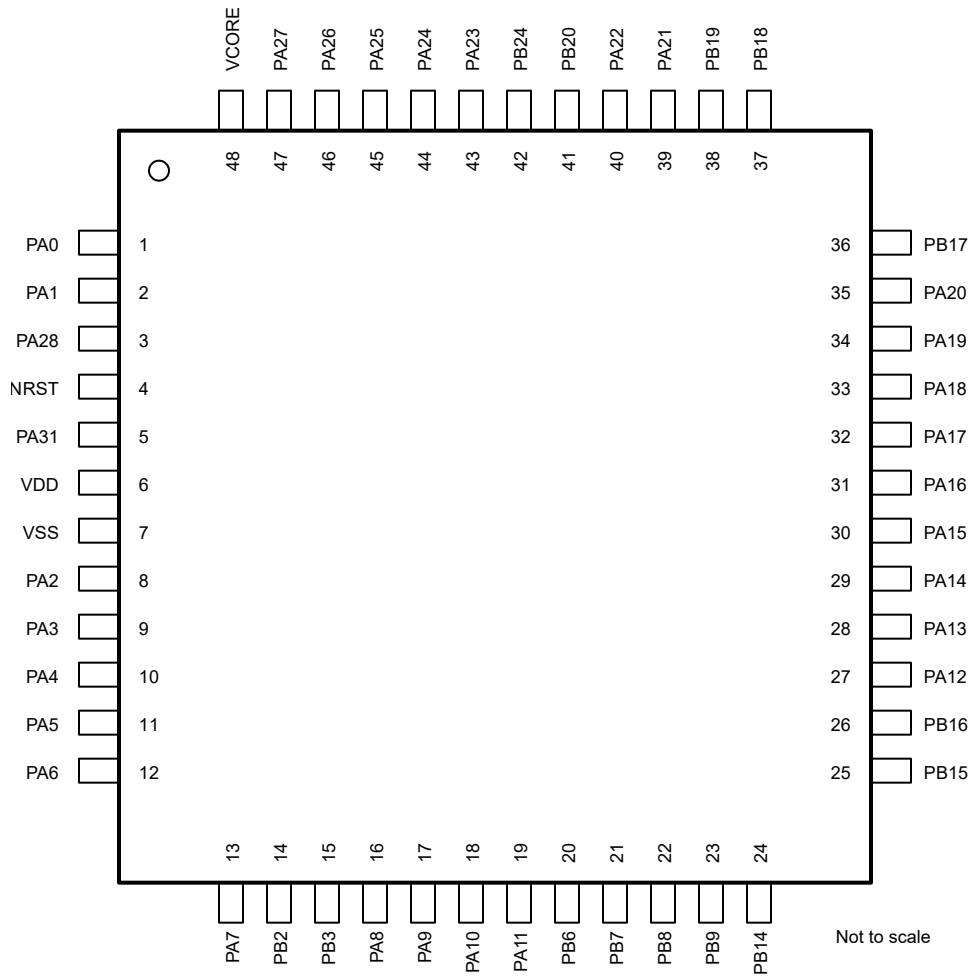 VCORE PA27 PA26 PA25 PA24 PA23 PB24 PB20 PA22 PA21 PB19 PB18
48 47 46 45 44 43 42 41 40 39 38 37
PA0 1 36 PB17
PA1 2 35 PA20
PA28 3 34 PA19
NRST 4 33 PA18
PA31 5 32 PA17
VDD 6 31 PA16
VSS 7 30 PA15
PA2 8 29 PA14
PA3 9 28 PA13
PA4 10 27 PA12
PA5 11 26 PB16
PA6 12 25 PB15
13 14 15 16 17 18 19 20 21 22 23 24
PA7 PB2 PB3 PA8 PA9 PA10 PA11 PB6 PB7 PB8 PB9 PB14
Not to scale